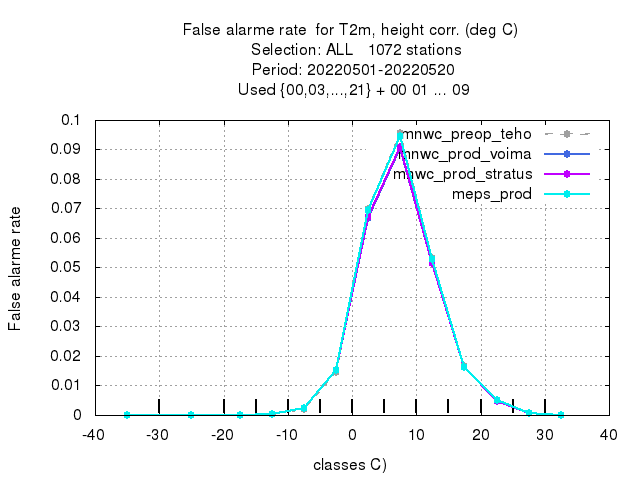 False alarme rate  for T2m, height corr. (deg C)
Selection: ALL   1072 stations
Period: 20220501-20220520
Used {00,03,...,21} + 00 01 ... 09
0.1
0.09
0.08
0.07
0.06
0.05
0.04
0.03
0.02
0.01
0
False alarme rate
mnwc_preop_teho
mnwc_prod_voima
mnwc_prod_stratus
meps_prod
-40 -30 -20 -10 0 10 20 30 40
classes C)